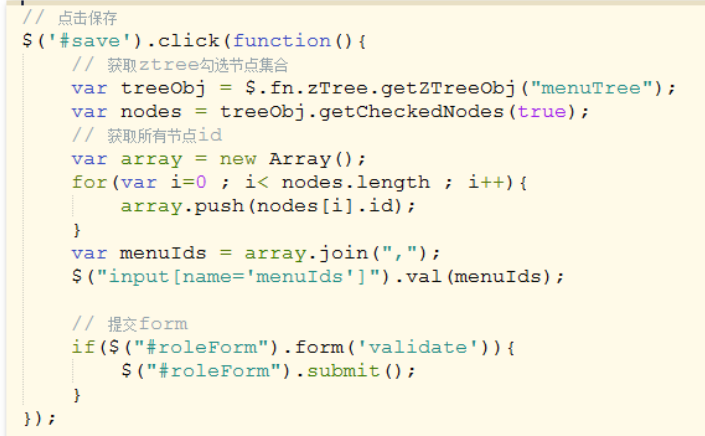 // 点击保存
$('#save').click(function(){
    // 获取ztree勾选节点集合
    var treeObj = $.fn.zTree.getZTreeObj("menuTree");
    var nodes = treeObj.getCheckedNodes(true);
    // 获取所有节点id
    var array = new Array();
    for(var i=0 ; i< nodes.length ; i++){
        array.push(nodes[i].id);
    }
    var menuIds = array.join(",");
    $("input[name='menuIds']").val(menuIds);

    // 提交form
    if($("#roleForm").form('validate')){
        $("#roleForm").submit();
    }
});